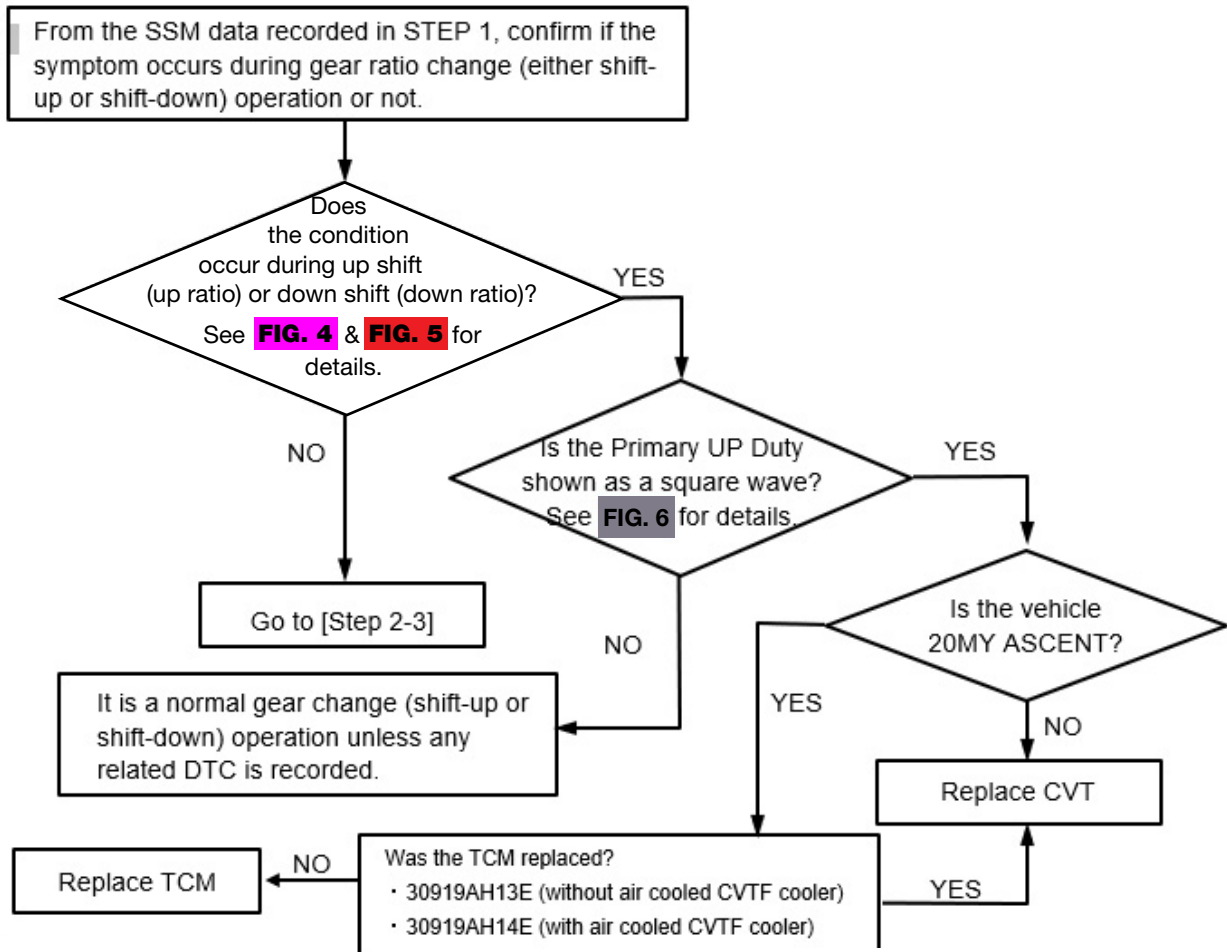 From the SSM data recorded in STEP 1, confirm if the
symptom occurs during gear ratio change (either shift-
up or shift-down) operation or not.
Does
the condition
occur during up shift
(up ratio) or down shift (down ratio)?
See FIG. 4 & FIG. 5 for
details.
YES
NO
Is the Primary UP Duty
shown as a square wave?
See FIG. 6 for details.
YES
Go to [Step 2-3]
NO
Is the vehicle
20MY ASCENT?
It is a normal gear change (shift-up or
shift-down) operation unless any
related DTC is recorded.
YES
NO
Replace CVT
Was the TCM replaced?
・30919AH13E (without air cooled CVTF cooler)
・30919AH14E (with air cooled CVTF cooler)
NO
YES
Replace TCM